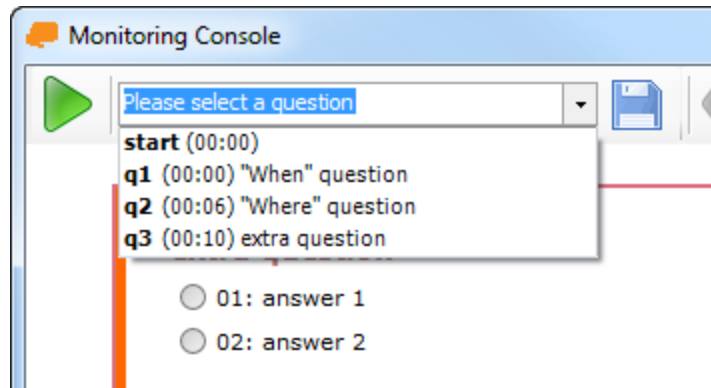 Monitoring Console
Please select a question
start (00:00)
q1 (00:00) "When" question
q2 (00:06) "Where" question
q3 (00:10) extra question
01: answer 1
02: answer 2